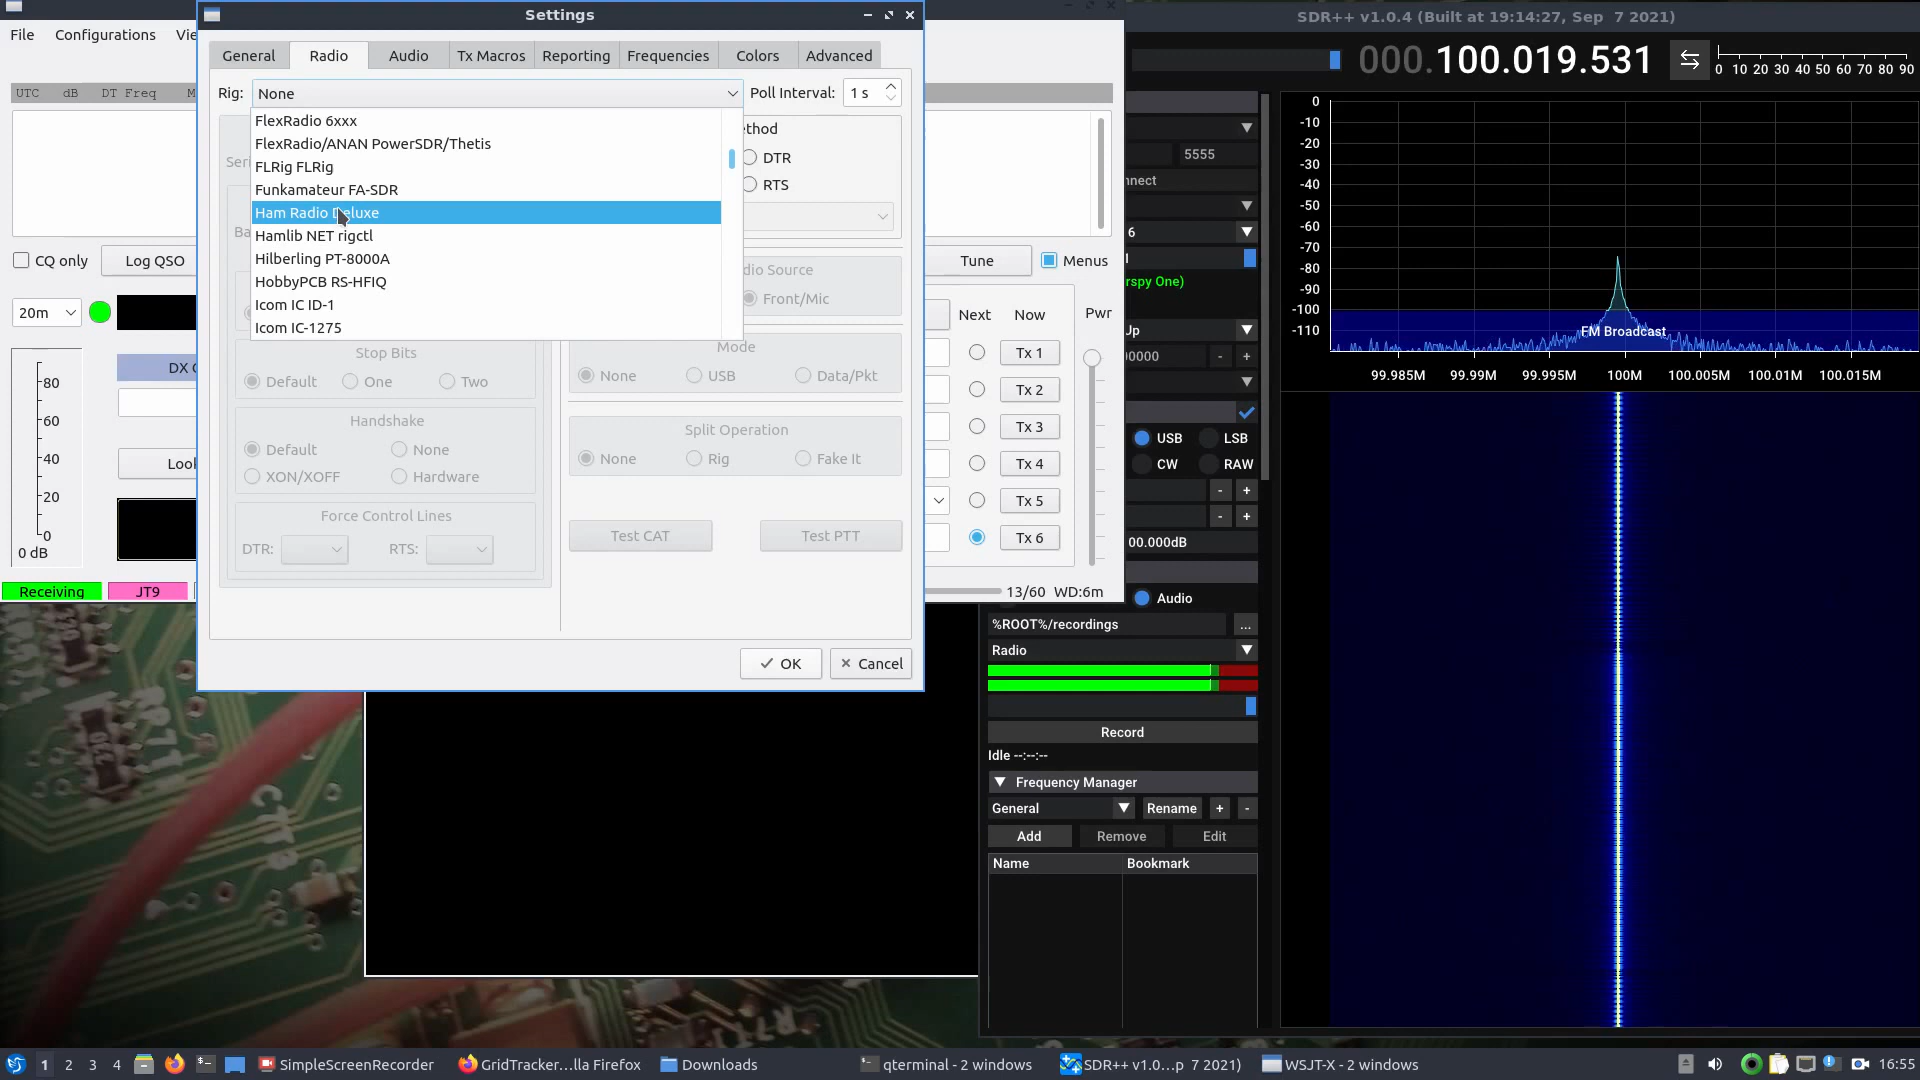 Settings
SDR++ v1.0.4 (Built at 19:14:27, Sep 7 2021)
File Configurations
General Radio Audio Tx Macros Reporting Frequencies Colors Advanced
000.100.019.531
0 10 20 30 40 50 60 70 80 90
Rig: None Poll Interval: 1 s
UTC dB DT Freq
FlexRadio 6xxx
FlexRadio/ANAN PowerSDR/Thetis
FLRig FLRig
Funkamateur FA-SDR
Ham Radio Deluxe
Hamlib NET rigctl
Hilberling PT-8000A
HobbyPCB RS-HFIQ
Icom IC ID-1
Icom IC-1275
DTR
RTS
Front/Mic
5555
6
rspy One)
0
-10
-20
-30
-40
-50
-60
-70
-80
-90
-100
-110
FM Broadcast
99.985M 99.99M 99.995M 100M 100.005M 100.01M 100.015M
CQ only Log QSO
Tune Menus
20m
Next Now Pwr
80
60
40
20
0
0 dB
Tx 1
Tx 2
Tx 3
Tx 4
Tx 5
Tx 6
Stop Bits
Default One Two
Handshake
Default None
XON/XOFF Hardware
Force Control Lines
DTR: RTS:
Mode
None USB Data/Pkt
Split Operation
None Rig Fake It
Test CAT Test PTT
Receiving JT9
13/60 WD:6m
OK Cancel
- +
USB LSB
CW RAW
- +
- +
00.000dB
Audio
%ROOT%/recordings ...
Radio
Record
Idle --:--:--
Frequency Manager
General Rename + -
Add Remove Edit
Name Bookmark
1 2 3 4 SimpleScreenRecorder GridTracker...lla Firefox Downloads qterminal - 2 windows SDR++ v1.0...p 7 2021) WSJT-X - 2 windows 16:55